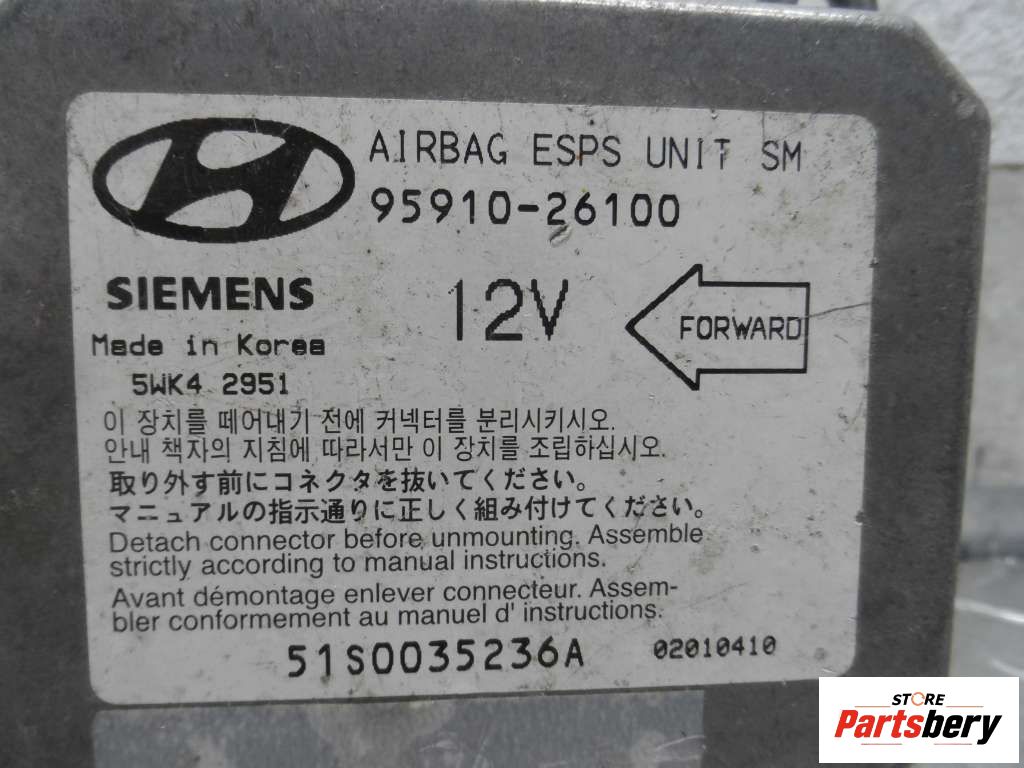 AIRBAG ESPS UNIT SM
95910-26100
SIEMENS
12V
FORWARD
Made in Korea
5WK4 2951
이 장치를 떼어내기 전에 커넥터를 분리시키시오.
안내 책자의 지침에 따라서만 이 장치를 조립하십시오.
取り外す前にコネクタを抜いてください。
マニュアルの指示通りに正しく組み付けてください。
Detach connector before unmounting. Assemble
strictly according to manual instructions.
Avant démontage enlever connecteur. Assem-
bler conformement au manuel d' instructions.
51S0035236A 02010410
STORE
Partsbery